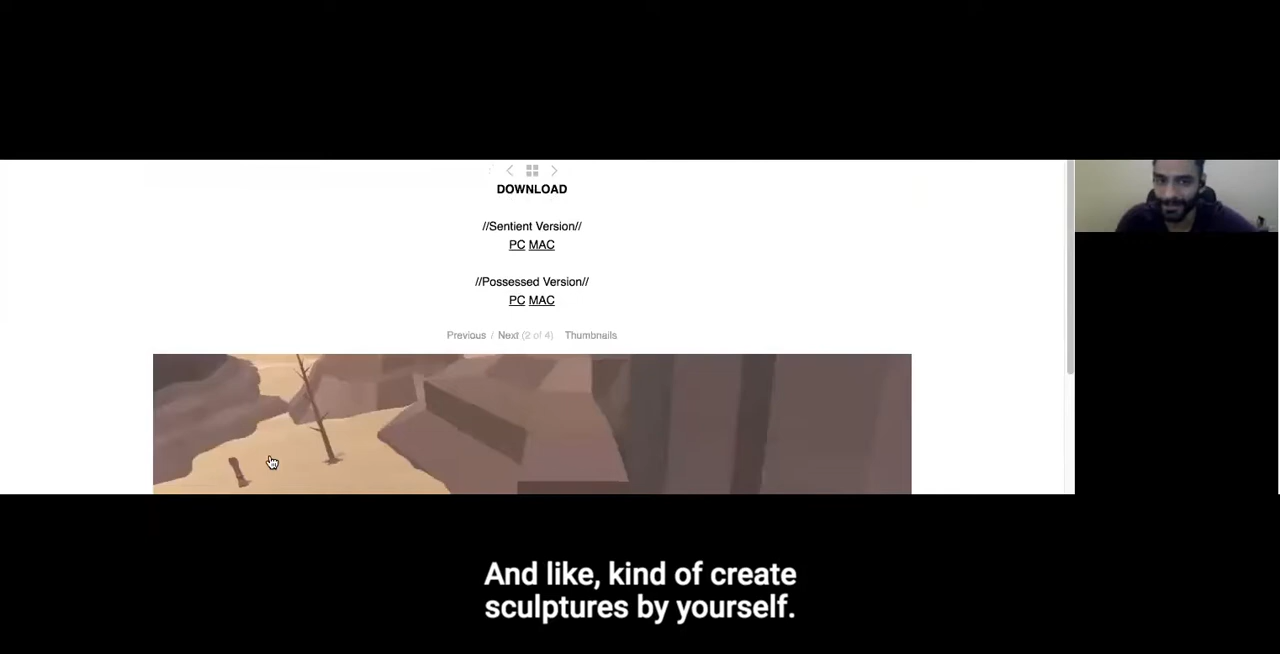 DOWNLOAD
//Sentient Version//
PC MAC
//Possessed Version//
PC MAC
Previous / Next (2 of 4) Thumbnails
And like, kind of create
sculptures by yourself.